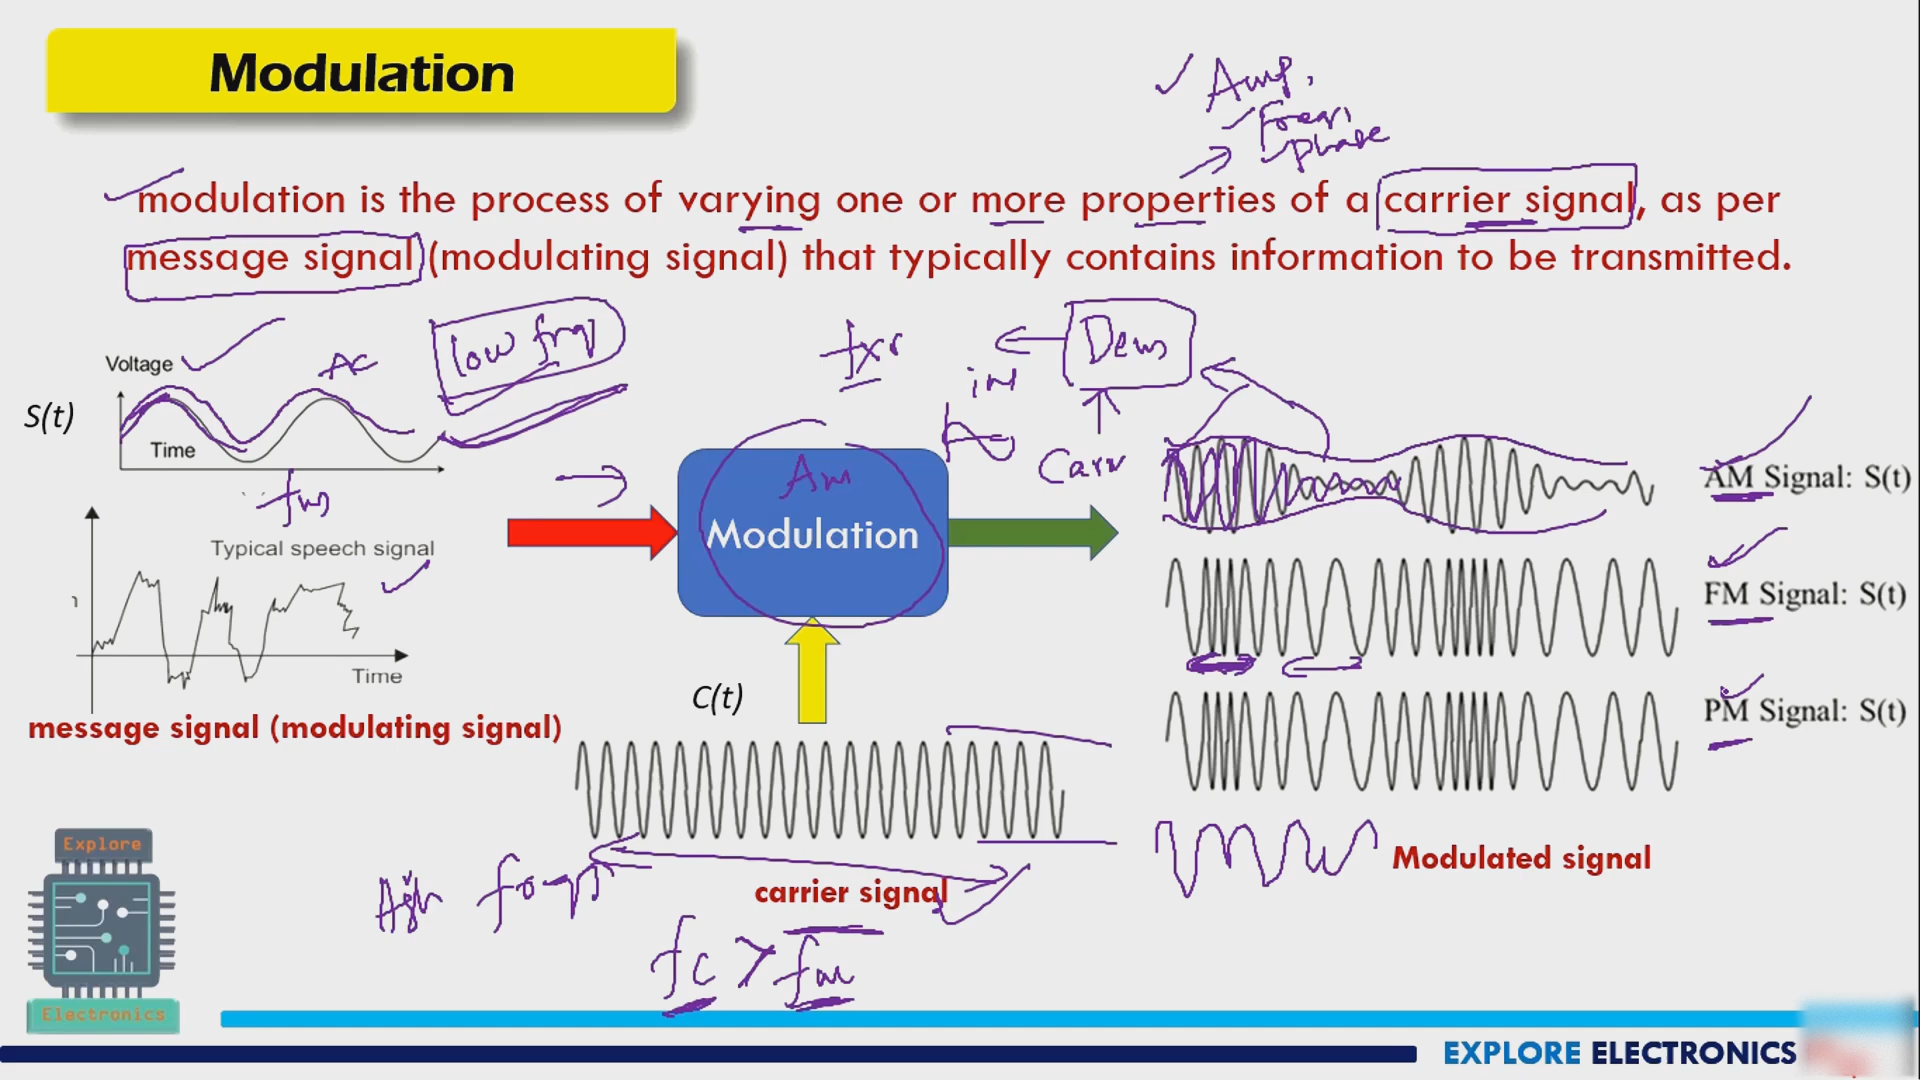 Modulation
Amp,
Freq,
phase
modulation is the process of varying one or more properties of a carrier signal, as per
message signal (modulating signal) that typically contains information to be transmitted.
low frq
Dem
Voltage
AC
S(t)
Time
Carr
Am
AM Signal: S(t)
fm
Modulation
Typical speech signal
FM Signal: S(t)
Time
C(t)
PM Signal: S(t)
message signal (modulating signal)
Modulated signal
High freq
carrier signal
fc > fm
Explore
Electronics
EXPLORE ELECTRONICS